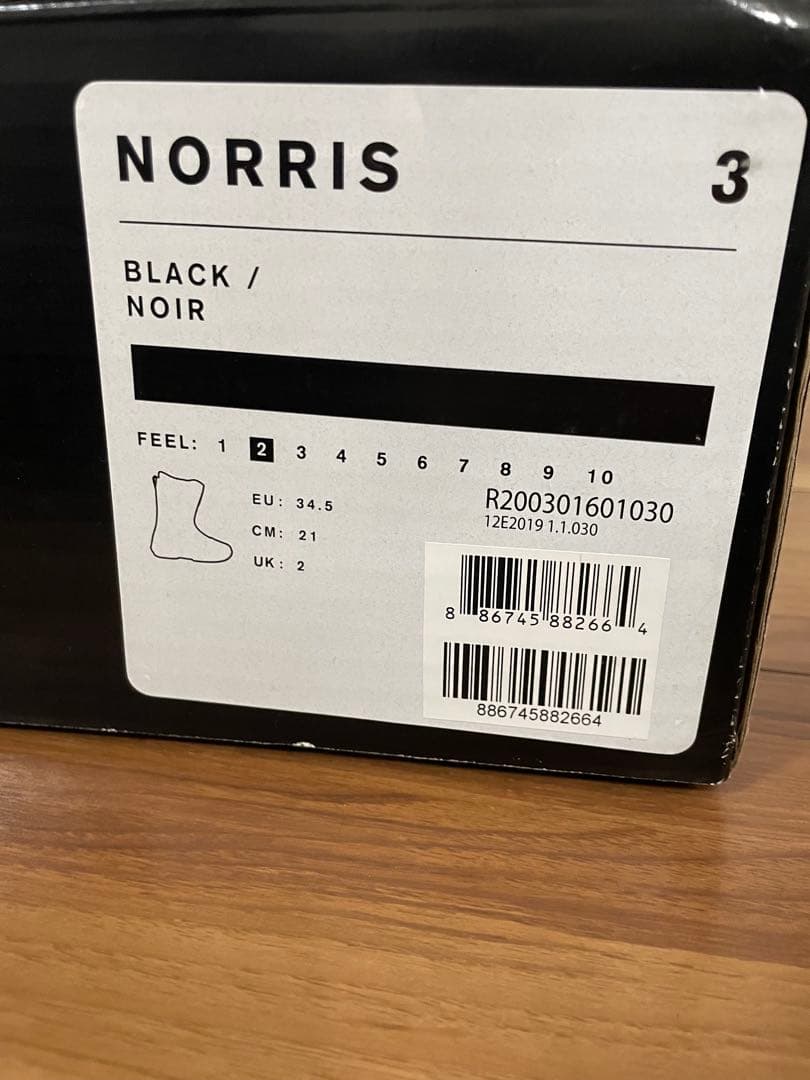 NORRIS 3
BLACK /
NOIR
FEEL: 1 2 3 4 5 6 7 8 9 10
EU: 34.5
CM: 21
UK: 2
R200301601030
12E2019 1.1.030
8 86745 88266 4
886745882664